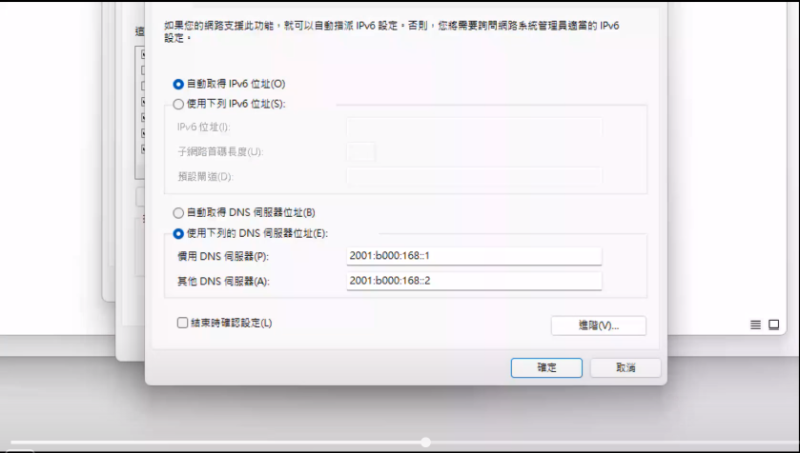 如果您的網路支援此功能，就可以自動指派 IPv6 設定。否則，您將需要詢問網路系統管理員適當的 IPv6
設定。
自動取得 IPv6 位址(O)
使用下列 IPv6 位址(S):
IPv6 位址(I):
子網路首碼長度(U):
預設閘道(D):
自動取得 DNS 伺服器位址(B)
使用下列的 DNS 伺服器位址(E):
慣用 DNS 伺服器(P):
2001:b000:168::1
其他 DNS 伺服器(A):
2001:b000:168::2
結束時確認設定(L)
進階(V)...
確定
取消